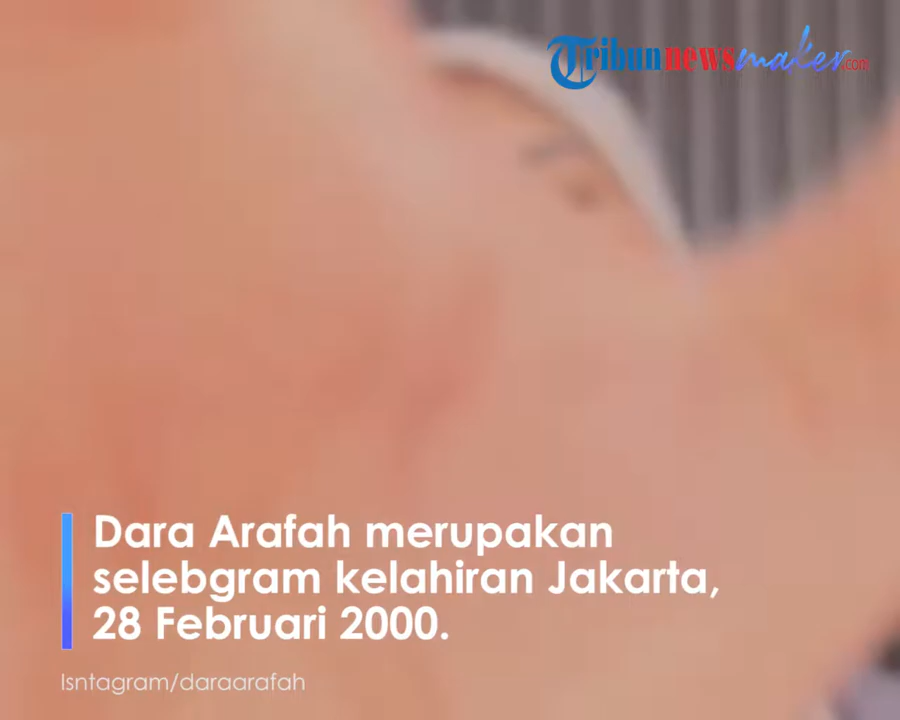 Tribunnewsmaker.com
Dara Arafah merupakan
selebgram kelahiran Jakarta,
28 Februari 2000.
Isntagram/daraarafah